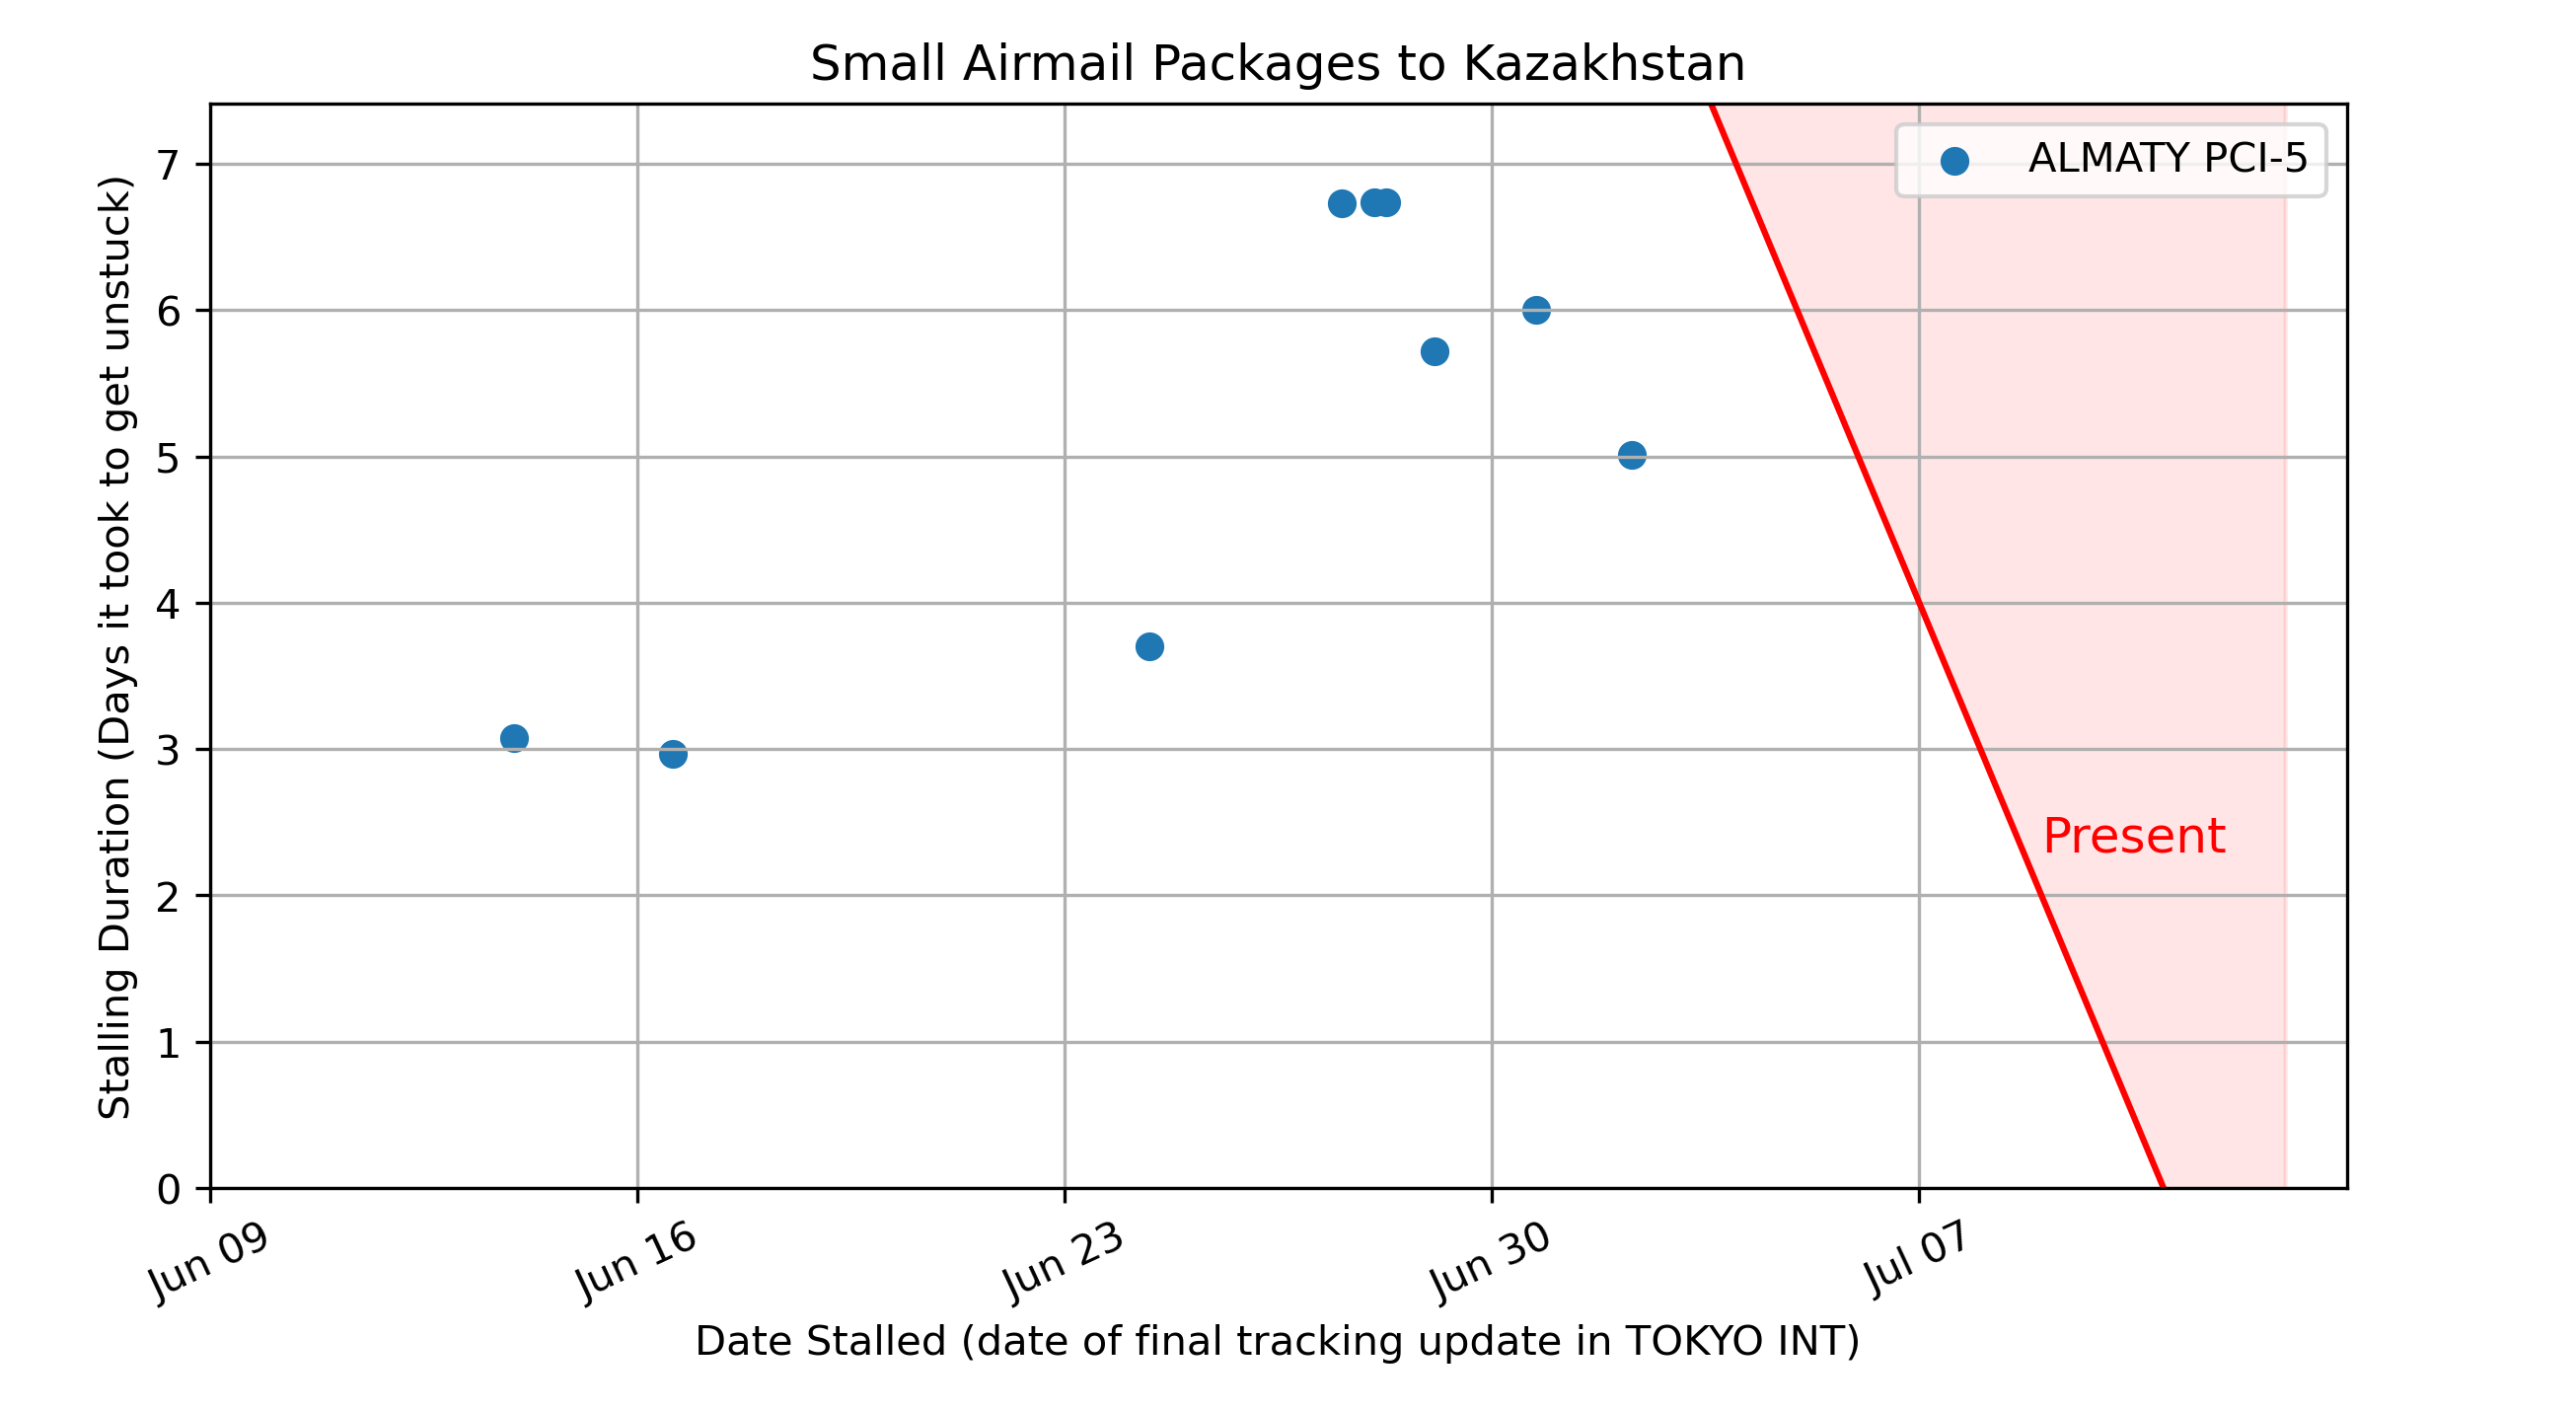 Small Airmail Packages to Kazakhstan
ALMATY PCI-5
Stalling Duration (Days it took to get unstuck)
7
6
5
4
3
2
1
0
Present
Jun 09
Jun 16
Jun 23
Jun 30
Jul 07
Date Stalled (date of final tracking update in TOKYO INT)